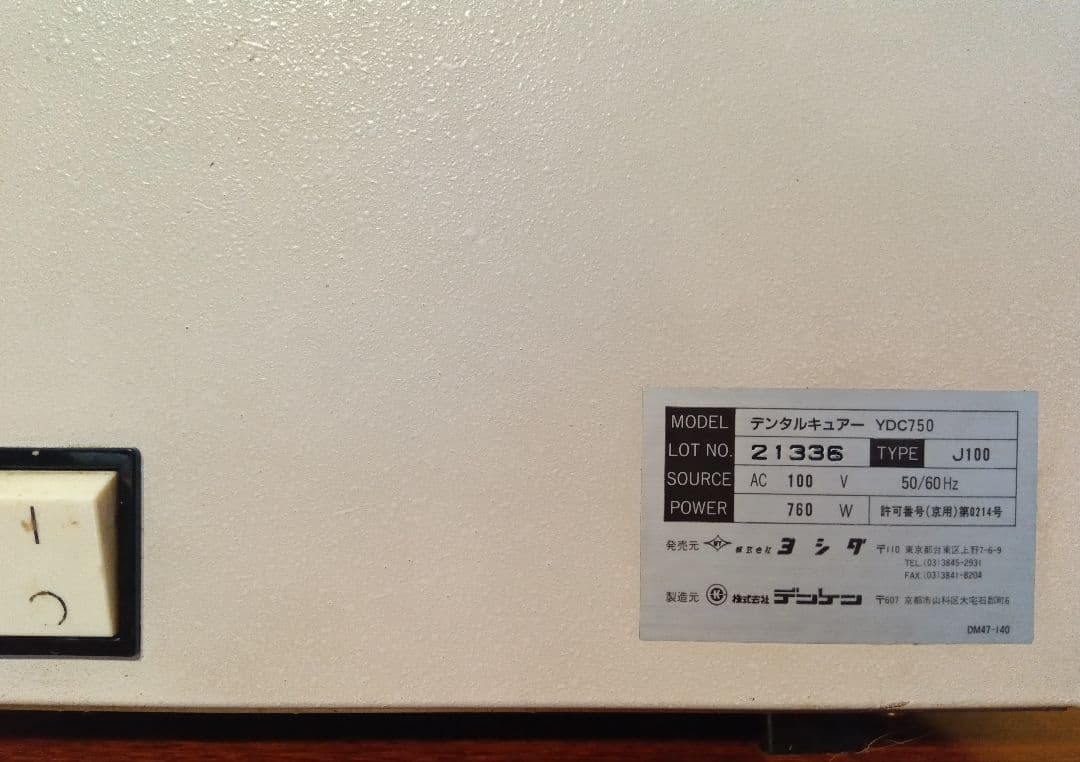 MODEL デンタルキュアー YDC750
LOT NO. 21336 TYPE J100
SOURCE AC 100 V 50/60Hz
POWER 760 W 許可番号(京用)第0214号
発売元 株式会社 ヨシダ 〒110 東京都台東区上野7-6-9
TEL.(03)3845-2931
FAX.(03)3841-8204
製造元 K 株式会社 デンケン 〒607 京都市山科区大宅石郡町6
DM47-140